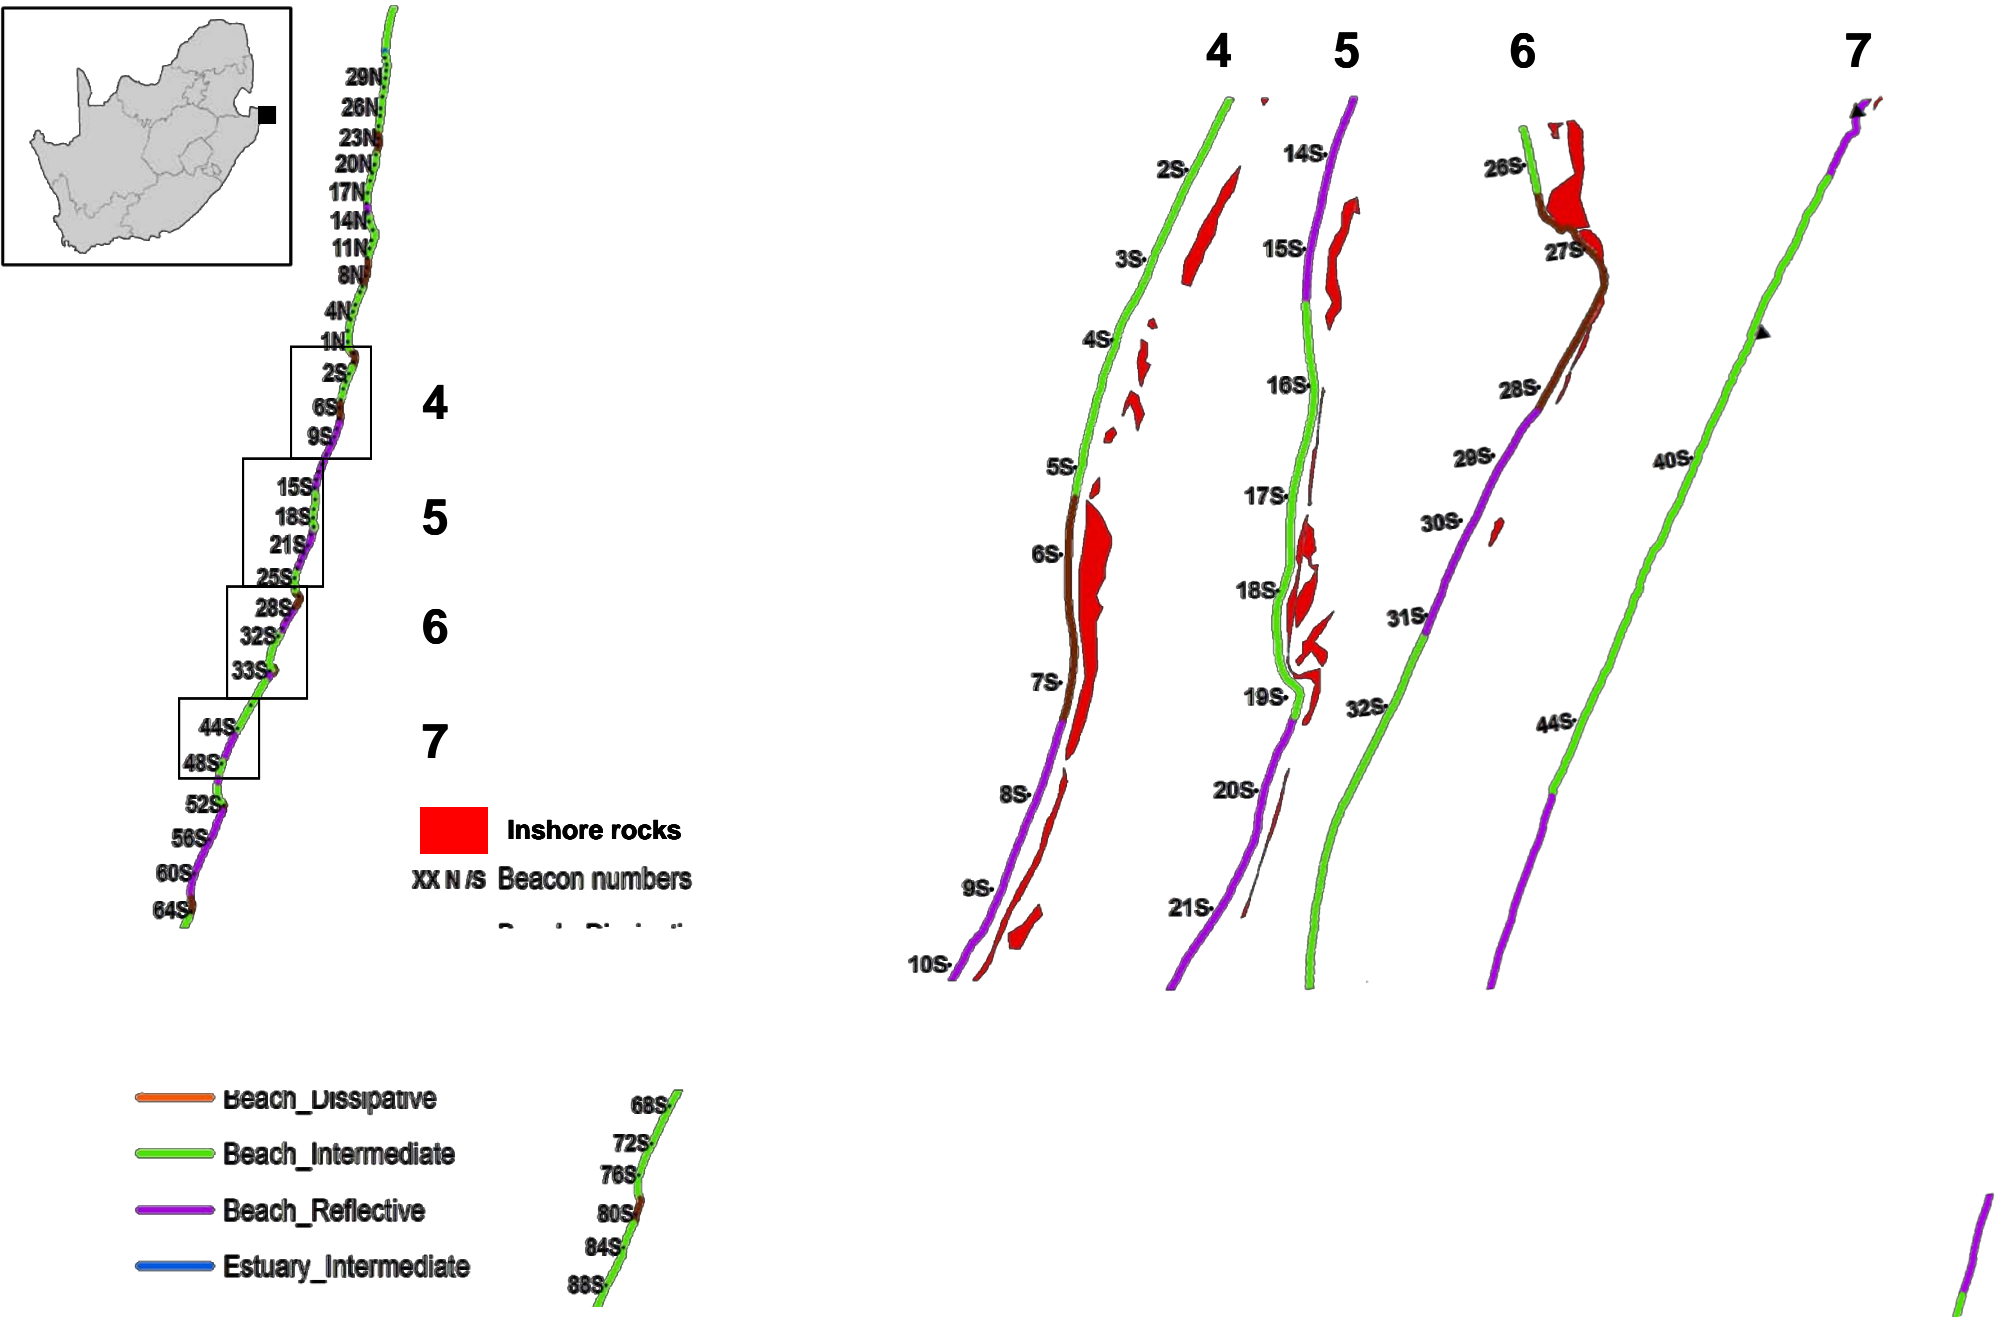 29N
26N
23N
20N
17N
14N
11N
8N
4N
1N
2S
6S
9S
15S
18S
21S
25S
28S
32S
33S
44S
48S
52S
56S
60S
64S
4
5
6
7
Inshore rocks
XX N /S Beacon numbers
4
2S
3S
4S
5S
6S
7S
8S
9S
10S
5
14S
15S
16S
17S
18S
19S
20S
21S
6
26S
27S
28S
29S
30S
31S
32S
7
40S
44S
Beach_Dissipative
Beach_Intermediate
Beach_Reflective
Estuary_Intermediate
68S
72S
76S
80S
84S
88S